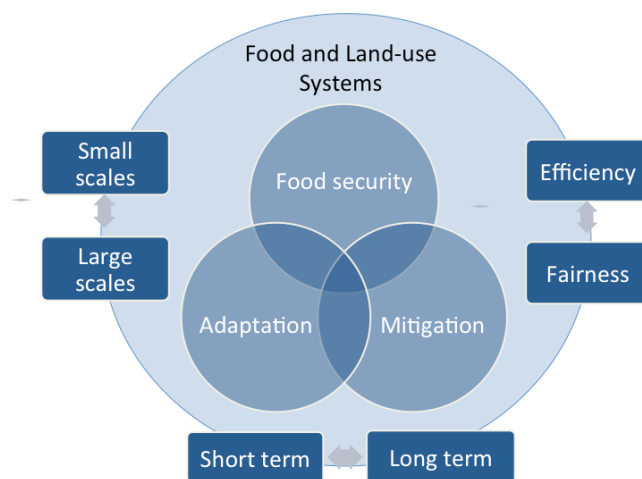 Food and Land-use
Systems
Small
scales
Food security
Efficiency
Large
scales
Fairness
Adaptation
Mitigation
Short term
Long term